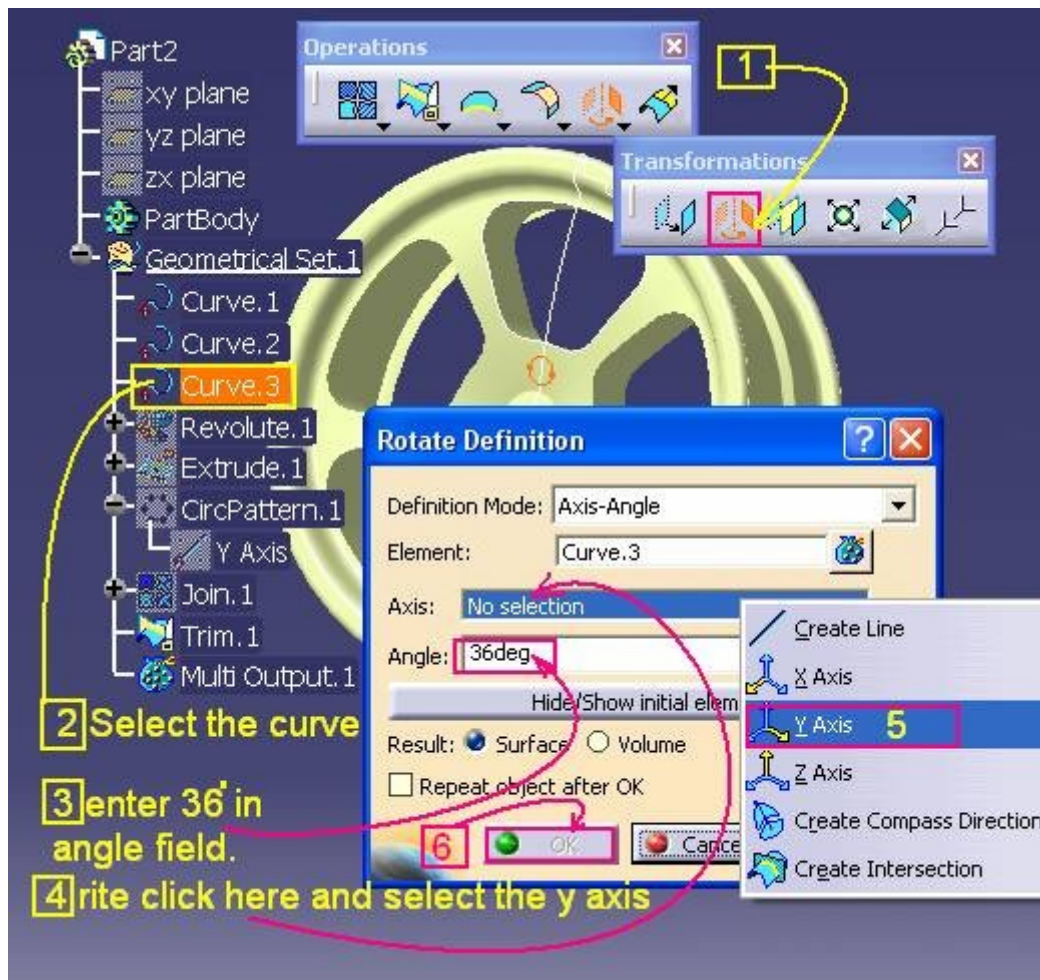 Part2
xy plane
yz plane
zx plane
PartBody
Geometrical Set.1
Curve.1
Curve.2
Curve.3
Revolute.1
Extrude.1
CircPattern.1
Y Axis
Join.1
Trim.1
Multi Output.1
Operations
1
Transformations
Rotate Definition
Definition Mode: Axis-Angle
Element: Curve.3
Axis: No selection
Angle: 36deg
Hide/Show initial elem
Result: Surface Volume
Repeat object after OK
6 OK Cance
Create Line
X Axis
Y Axis 5
Z Axis
Create Compass Direction
Create Intersection
2 Select the curve
3 enter 36° in
angle field.
4 rite click here and select the y axis